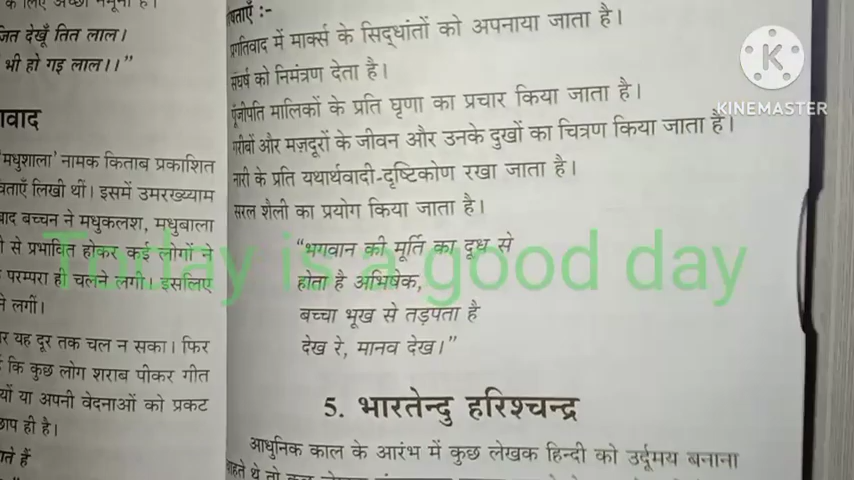 के लिए अच्छा नमूना है।
देखूँ तित लाल।
भी हो गइ लाल।।"
'मधुशाला' नामक किताब प्रकाशित
लिखी थीं। इसमें उमरखय्याम
बच्चन ने मधुकलश, मधुबाला
से प्रभावित होकर कई लोगों ने
परम्परा ही चलने लगी। इसलिए
लगीं।
यह दूर तक चल न सका। फिर
कि कुछ लोग शराब पीकर गीत
या अपनी वेदनाओं को प्रकट
ही है।
हैं
:-
प्रगतिवाद में मार्क्स के सिद्धांतों को अपनाया जाता है।
संघर्ष को निमंत्रण देता है।
पूँजीपति मालिकों के प्रति घृणा का प्रचार किया जाता है।
गरीबों और मज़दूरों के जीवन और उनके दुखों का चित्रण किया जाता है।
नारी के प्रति यथार्थवादी-दृष्टिकोण रखा जाता है।
सरल शैली का प्रयोग किया जाता है।
"भगवान की मूर्ति का दूध से
होता है अभिषेक,
बच्चा भूख से तड़पता है
देख रे, मानव देख।"
5. भारतेन्दु हरिश्चन्द्र
आधुनिक काल के आरंभ में कुछ लेखक हिन्दी को उर्दूमय बनाना
Today is a good day
KINEMASTER